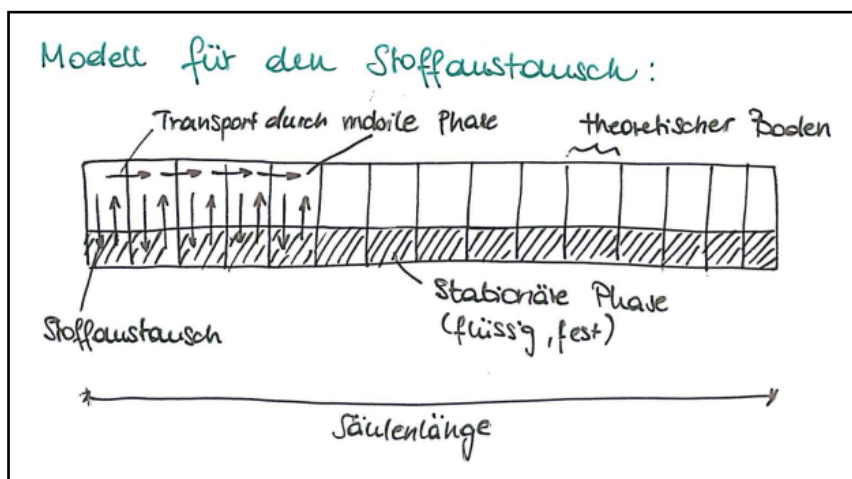 Modell für den Stoffaustausch:
Transport durch mobile Phase
theoretischer Boden
Stationäre Phase
(flüssig, fest)
Stoffaustausch
Säulenlänge